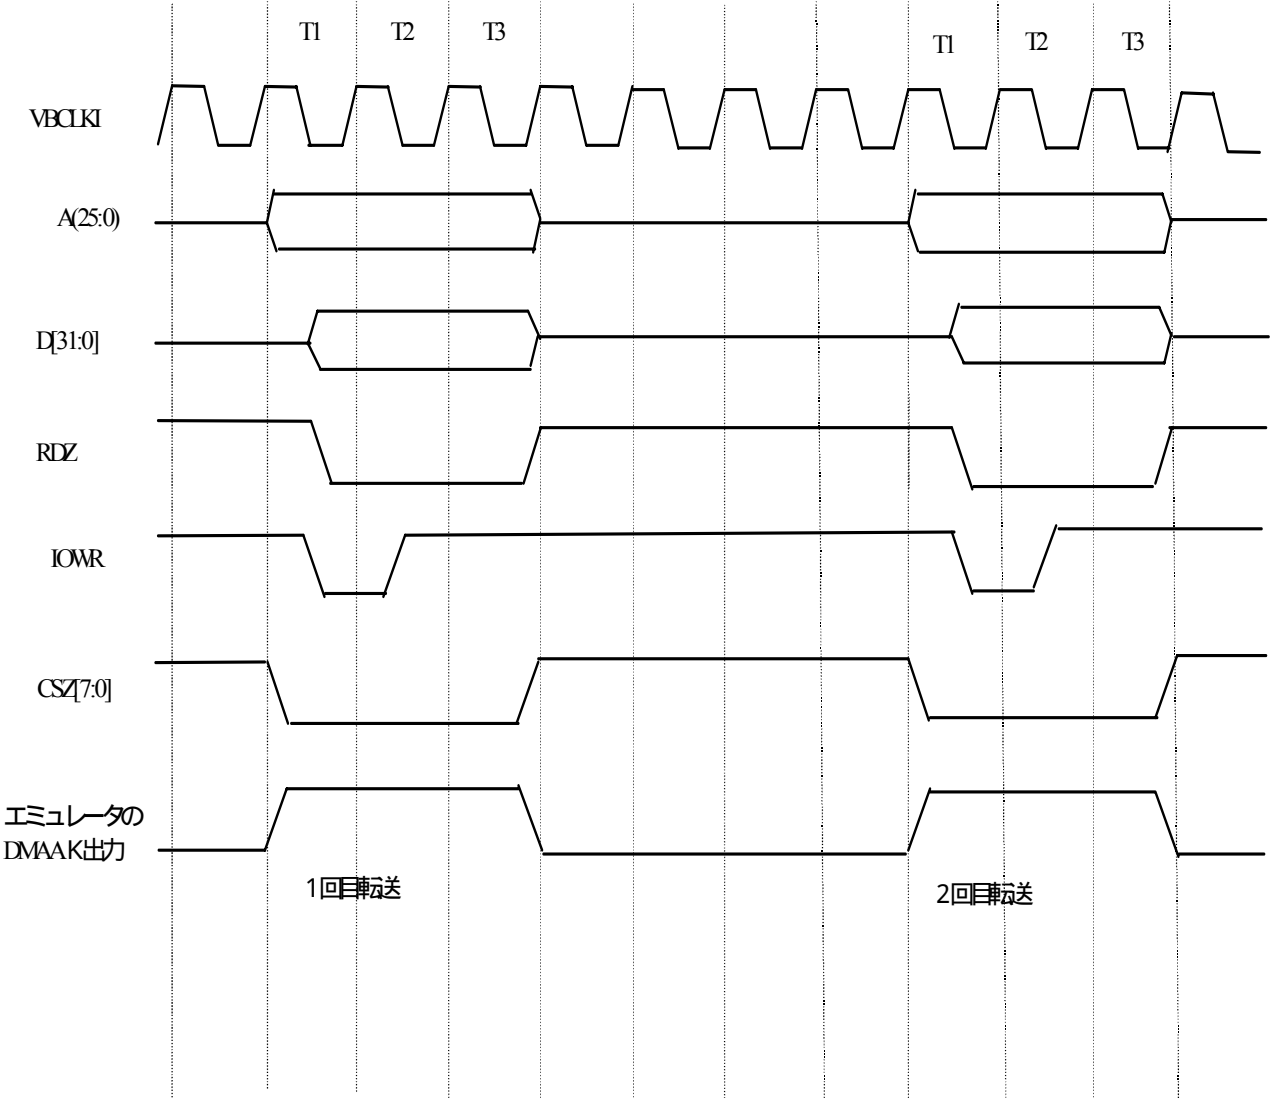 T1 T2 T3
T1 T2 T3
VBCLKI
A(25:0)
D[31:0]
RDZ
IOWR
CSZ[7:0]
エミュレータの
DMAAK出力
1回目転送
2回目転送